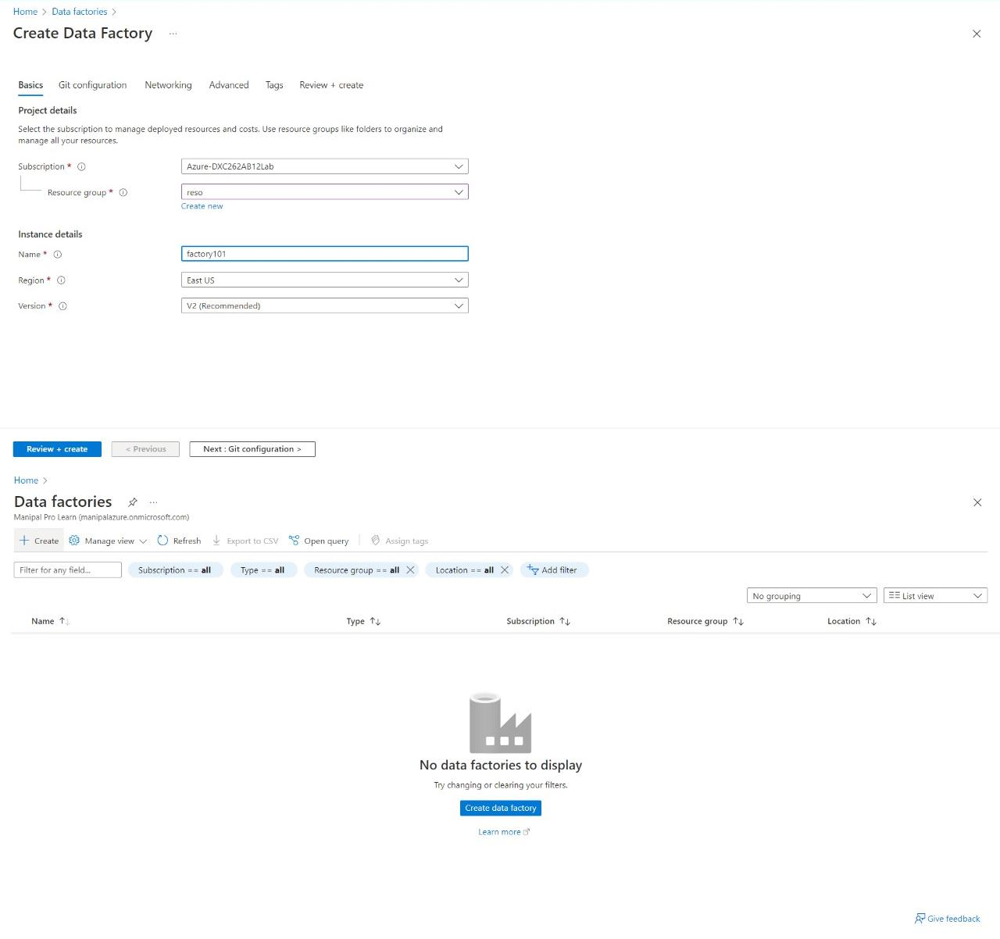 Home > Data factories >
Create Data Factory ...
Basics Git configuration Networking Advanced Tags Review + create
Project details
Select the subscription to manage deployed resources and costs. Use resource groups like folders to organize and
manage all your resources.
Subscription * Azure-DXC262AB12Lab
Resource group * reso
Create new
Instance details
Name * factory101
Region * East US
Version * V2 (Recommended)
Review + create < Previous Next : Git configuration >
Home >
Data factories ...
Manipal Pro Learn (manipalazure.onmicrosoft.com)
+ Create Manage view Refresh Export to CSV Open query Assign tags
Filter for any field... Subscription == all Type == all Resource group == all Location == all Add filter
No grouping List view
Name Type Subscription Resource group Location
No data factories to display
Try changing or clearing your filters.
Create data factory
Learn more
Give feedback